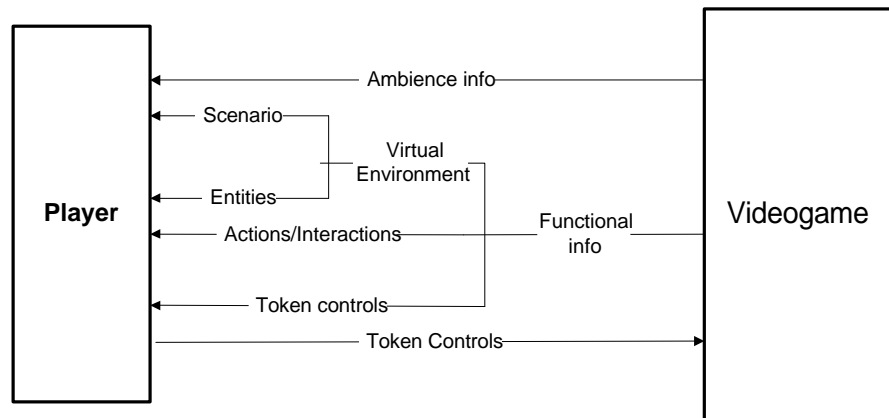 Ambience info
Scenario
Virtual
Environment
Entities
Player
Videogame
Actions/Interactions
Functional
info
Token controls
Token Controls